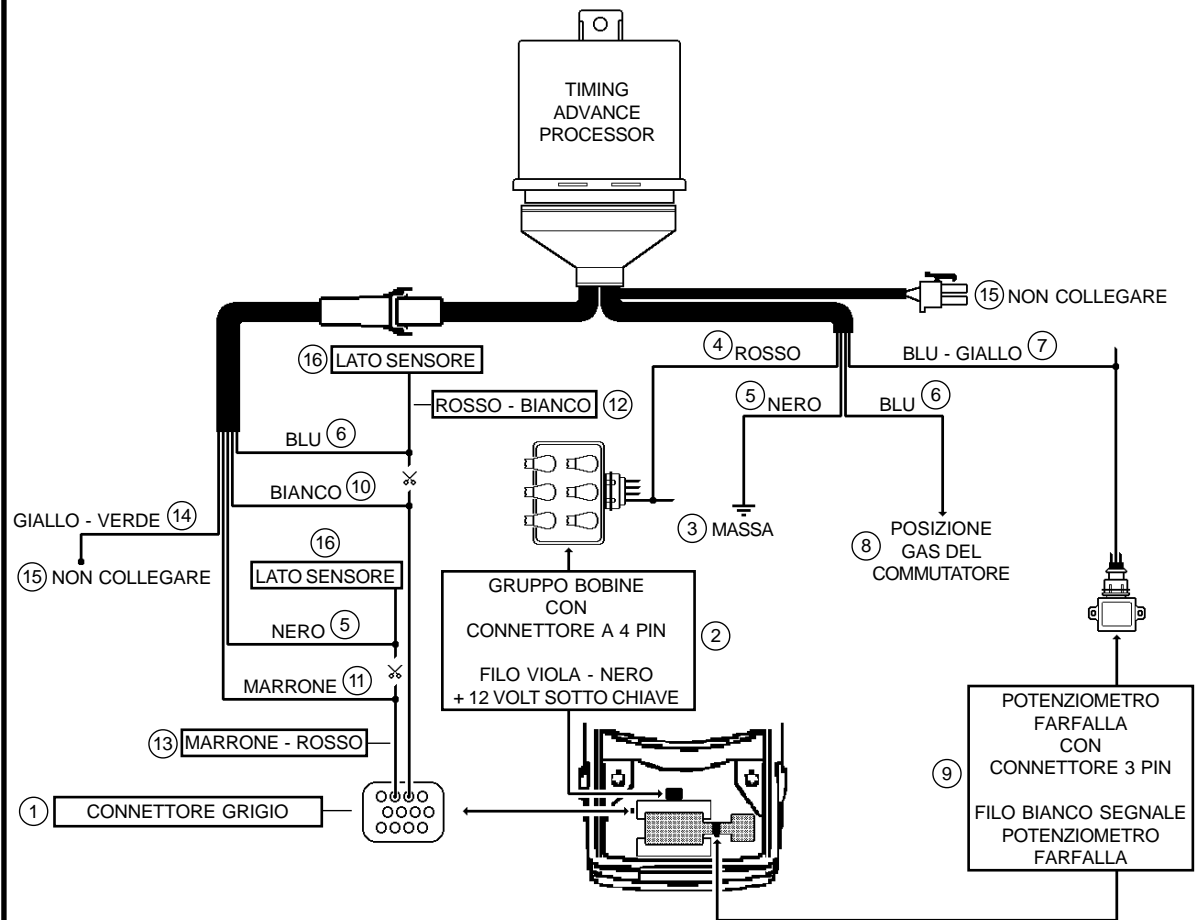 TIMING
ADVANCE
PROCESSOR
15 NON COLLEGARE
16 LATO SENSORE
4 ROSSO
BLU - GIALLO 7
ROSSO - BIANCO 12
5 NERO
BLU 6
BLU 6
BIANCO 10
GIALLO - VERDE 14
3 MASSA
8 POSIZIONE
GAS DEL
COMMUTATORE
15 NON COLLEGARE
16
LATO SENSORE
GRUPPO BOBINE
CON
CONNETTORE A 4 PIN
FILO VIOLA - NERO
+ 12 VOLT SOTTO CHIAVE
2
NERO 5
MARRONE 11
13 MARRONE - ROSSO
1 CONNETTORE GRIGIO
9
POTENZIOMETRO
FARFALLA
CON
CONNETTORE 3 PIN
FILO BIANCO SEGNALE
POTENZIOMETRO
FARFALLA